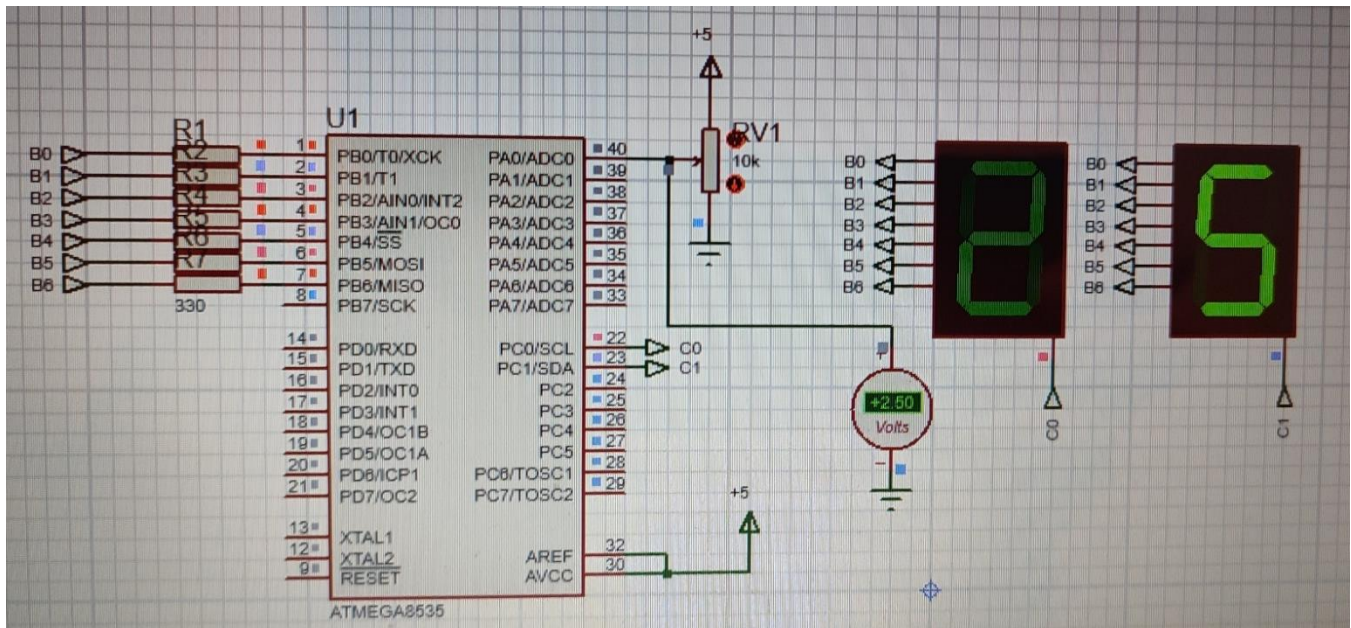 +5
U1
RV1
10k
R1
R2
R3
R4
R5
R6
R7
330
B0
B1
B2
B3
B4
B5
B6
1 PB0/T0/XCK
2 PB1/T1
3 PB2/AIN0/INT2
4 PB3/AIN1/OC0
5 PB4/SS
6 PB5/MOSI
7 PB6/MISO
8 PB7/SCK
14 PD0/RXD
15 PD1/TXD
16 PD2/INT0
17 PD3/INT1
18 PD4/OC1B
19 PD5/OC1A
20 PD6/ICP1
21 PD7/OC2
13 XTAL1
12 XTAL2
9 RESET
PA0/ADC0 40
PA1/ADC1 39
PA2/ADC2 38
PA3/ADC3 37
PA4/ADC4 36
PA5/ADC5 35
PA6/ADC6 34
PA7/ADC7 33
PC0/SCL 22 C0
PC1/SDA 23 C1
PC2 24
PC3 25
PC4 26
PC5 27
PC6/TOSC1 28
PC7/TOSC2 29
AREF 32
AVCC 30
ATMEGA8535
+5
+2.50
Volts
B0
B1
B2
B3
B4
B5
B6
2
C0
B0
B1
B2
B3
B4
B5
B6
5
C1